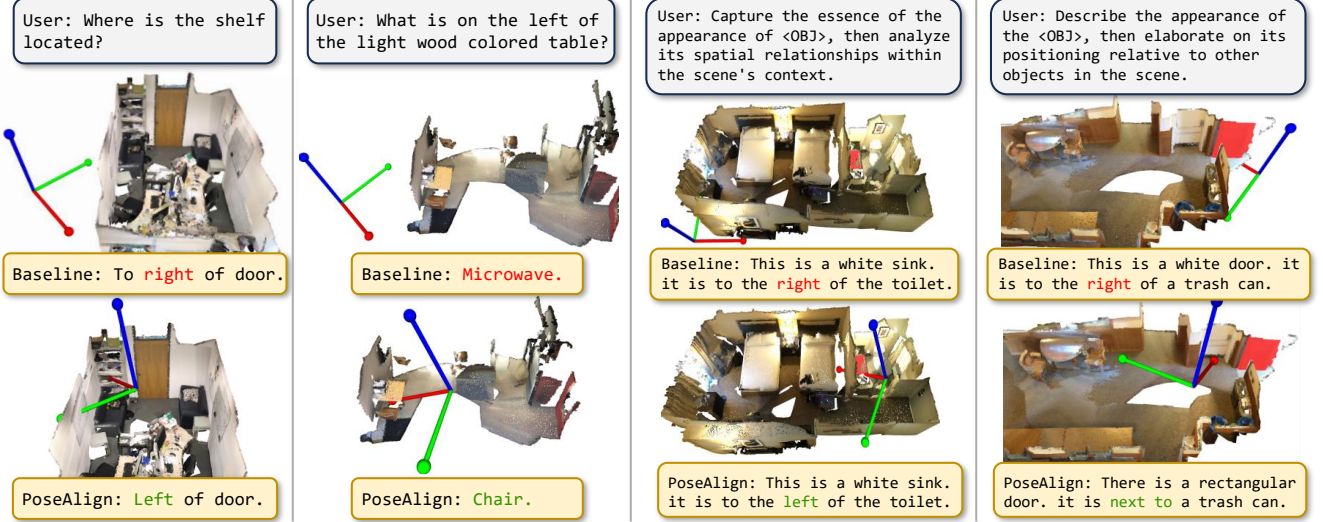 User: Where is the shelf
located?
Baseline: To right of door.
PoseAlign: Left of door.
User: What is on the left of
the light wood colored table?
Baseline: Microwave.
PoseAlign: Chair.
User: Capture the essence of the
appearance of <OBJ>, then analyze
its spatial relationships within
the scene's context.
Baseline: This is a white sink.
it is to the right of the toilet.
PoseAlign: This is a white sink.
it is to the left of the toilet.
User: Describe the appearance of
the <OBJ>, then elaborate on its
positioning relative to other
objects in the scene.
Baseline: This is a white door. it
is to the right of a trash can.
PoseAlign: There is a rectangular
door. it is next to a trash can.